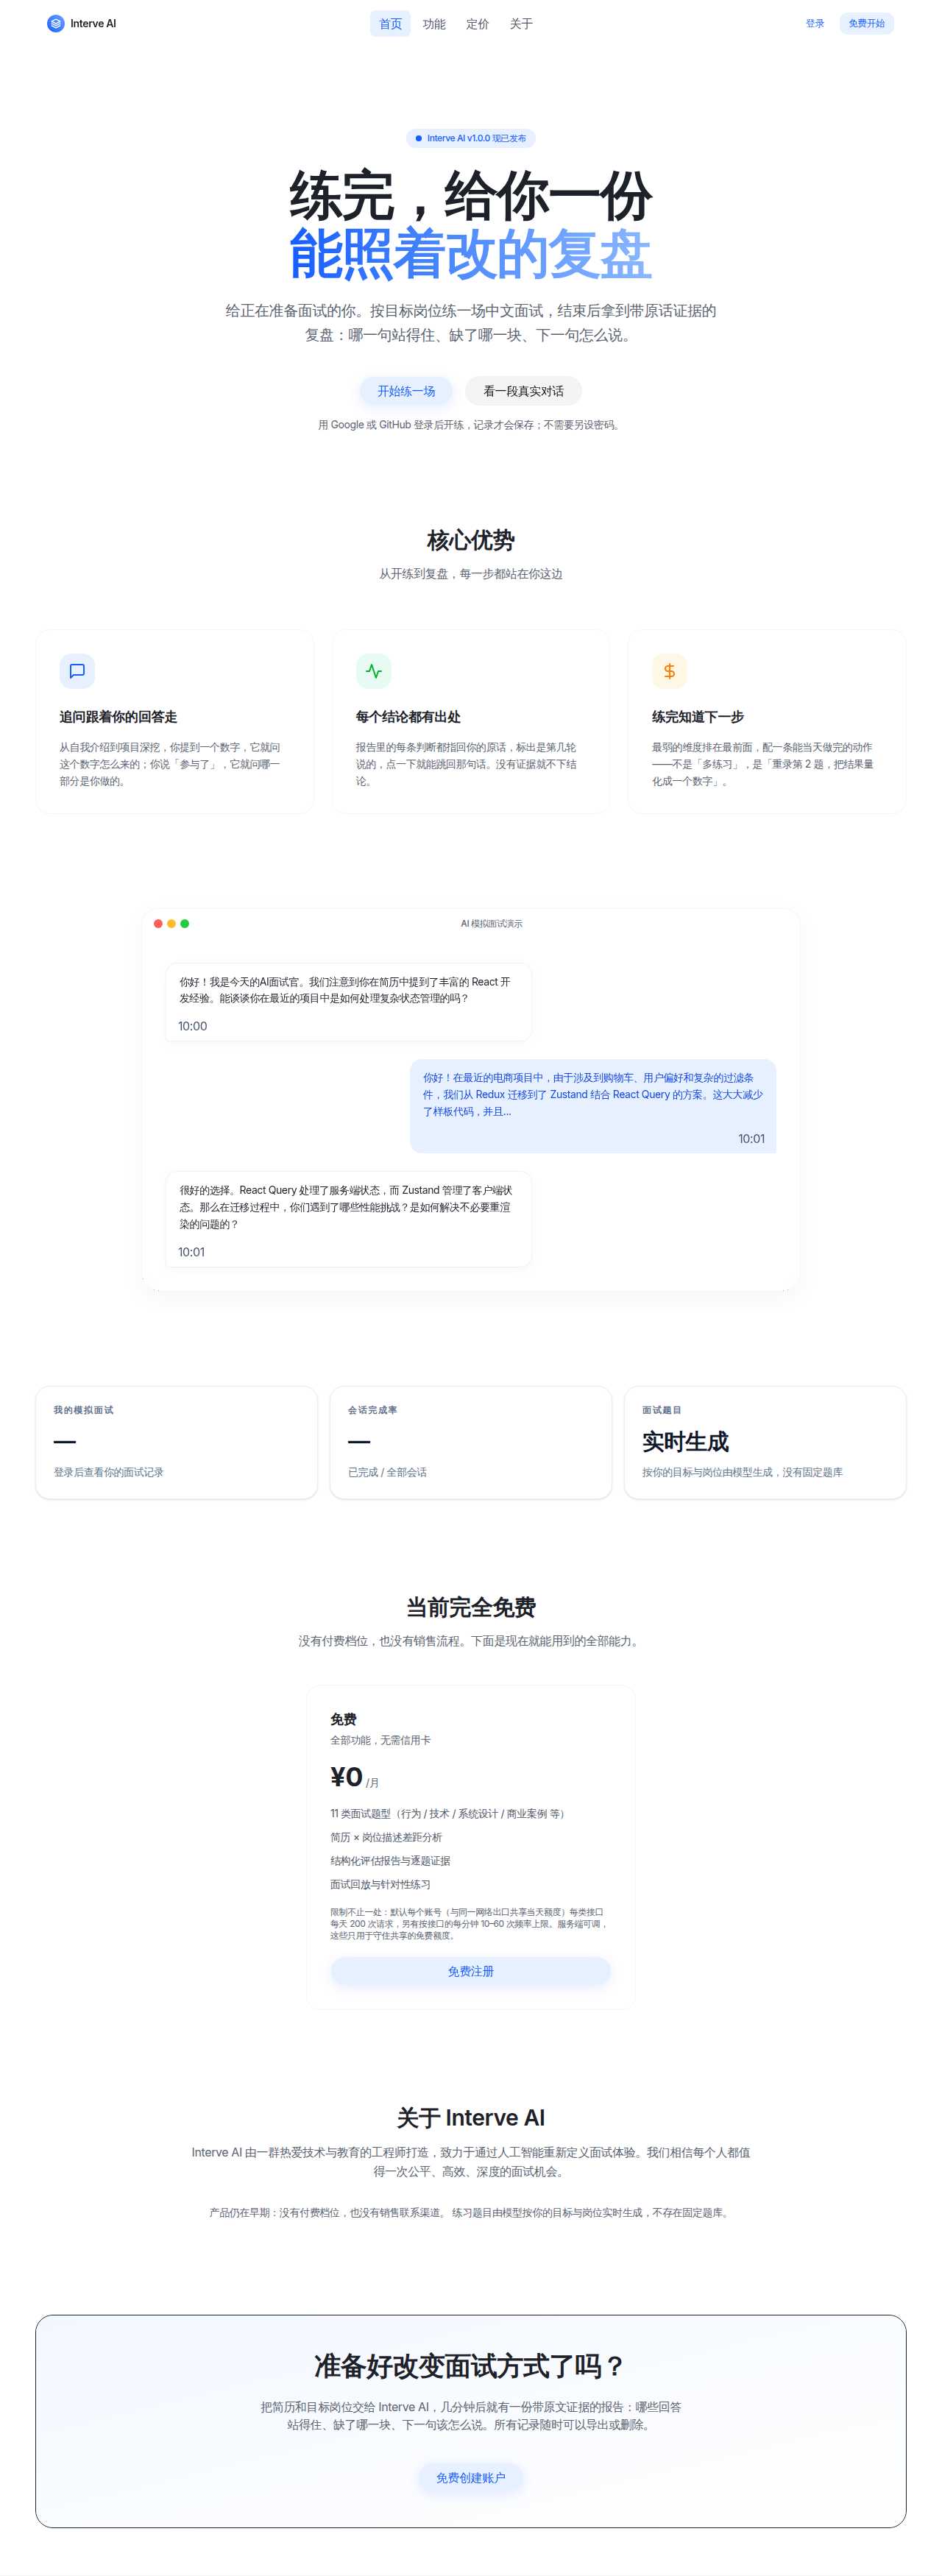 Interve AI
首页
功能
定价
关于
登录
免费开始
Interve AI v1.0.0 现已发布
练完，给你一份
能照着改的复盘
给正在准备面试的你。按目标岗位练一场中文面试，结束后拿到带原话证据的
复盘：哪一句站得住、缺了哪一块、下一句怎么说。
开始练一场
看一段真实对话
用 Google 或 GitHub 登录后开练，记录才会保存；不需要另设密码。
核心优势
从开练到复盘，每一步都站在你这边
追问跟着你的回答走
从自我介绍到项目深挖，你提到一个数字，它就问
这个数字怎么来的；你说「参与了」，它就问哪一
部分是你做的。
每个结论都有出处
报告里的每条判断都指回你的原话，标出是第几轮
说的，点一下就能跳回那句话。没有证据就不下结
论。
练完知道下一步
最弱的维度排在最前面，配一条能当天做完的动作
——不是「多练习」，是「重录第 2 题，把结果量
化成一个数字」。
AI 模拟面试演示
你好！我是今天的AI面试官。我们注意到你在简历中提到了丰富的 React 开
发经验。能谈谈你在最近的项目中是如何处理复杂状态管理的吗？
10:00
你好！在最近的电商项目中，由于涉及到购物车、用户偏好和复杂的过滤条
件，我们从 Redux 迁移到了 Zustand 结合 React Query 的方案。这大大减少
了样板代码，并且...
10:01
很好的选择。React Query 处理了服务端状态，而 Zustand 管理了客户端状
态。那么在迁移过程中，你们遇到了哪些性能挑战？是如何解决不必要重渲
染的问题的？
10:01
我的模拟面试
—
登录后查看你的面试记录
会话完成率
—
已完成 / 全部会话
面试题目
实时生成
按你的目标与岗位由模型生成，没有固定题库
当前完全免费
没有付费档位，也没有销售流程。下面是现在就能用到的全部能力。
免费
全部功能，无需信用卡
¥0 /月
11 类面试题型（行为 / 技术 / 系统设计 / 商业案例 等）
简历 × 岗位描述差距分析
结构化评估报告与逐题证据
面试回放与针对性练习
限制不止一处：默认每个账号（与同一网络出口共享当天额度）每类接口
每天 200 次请求，另有按接口的每分钟 10–60 次频率上限。服务端可调，
这些只用于守住共享的免费额度。
免费注册
关于 Interve AI
Interve AI 由一群热爱技术与教育的工程师打造，致力于通过人工智能重新定义面试体验。我们相信每个人都值
得一次公平、高效、深度的面试机会。
产品仍在早期：没有付费档位，也没有销售联系渠道。 练习题目由模型按你的目标与岗位实时生成，不存在固定题库。
准备好改变面试方式了吗？
把简历和目标岗位交给 Interve AI，几分钟后就有一份带原文证据的报告：哪些回答
站得住、缺了哪一块、下一句该怎么说。所有记录随时可以导出或删除。
免费创建账户